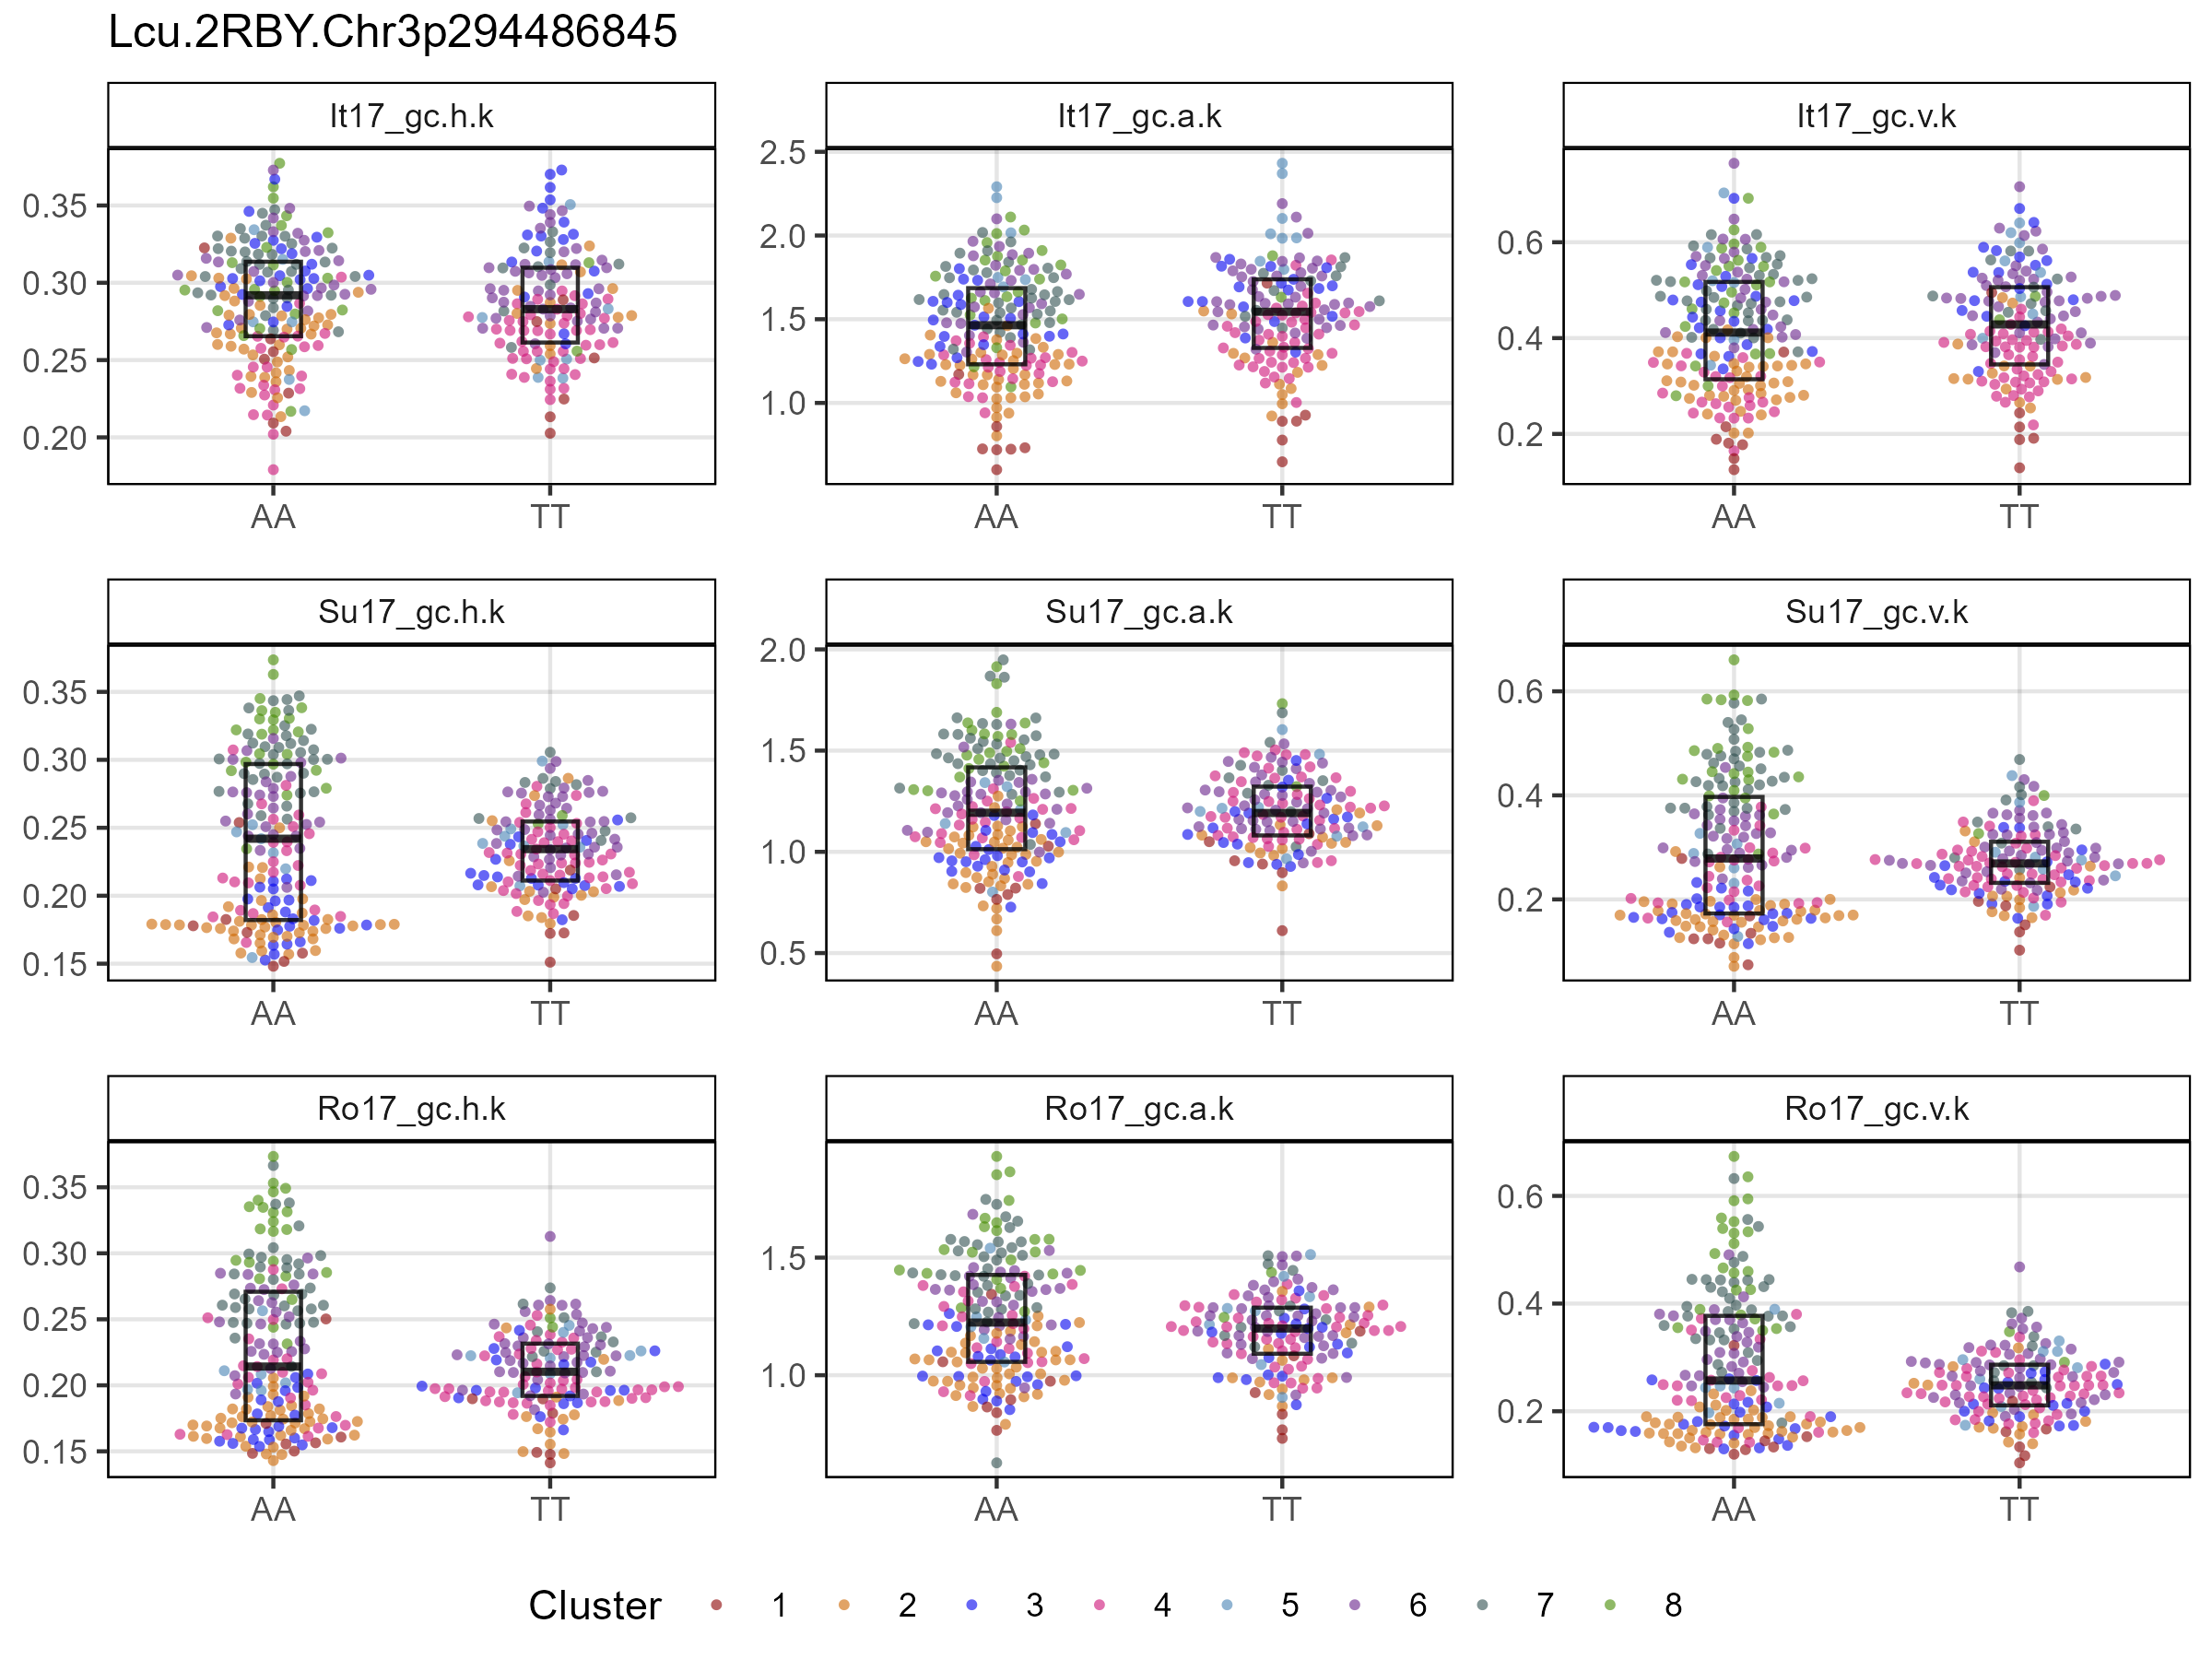 Lcu.2RBY.Chr3p294486845
It17_gc.h.k
It17_gc.a.k
It17_gc.v.k
0.35
0.30
0.25
0.20
2.5
2.0
1.5
1.0
0.6
0.4
0.2
AA
TT
AA
TT
AA
TT
Su17_gc.h.k
Su17_gc.a.k
Su17_gc.v.k
0.35
0.30
0.25
0.20
0.15
2.0
1.5
1.0
0.5
0.6
0.4
0.2
AA
TT
AA
TT
AA
TT
Ro17_gc.h.k
Ro17_gc.a.k
Ro17_gc.v.k
0.35
0.30
0.25
0.20
0.15
1.5
1.0
0.6
0.4
0.2
AA
TT
AA
TT
AA
TT
Cluster 1 2 3 4 5 6 7 8